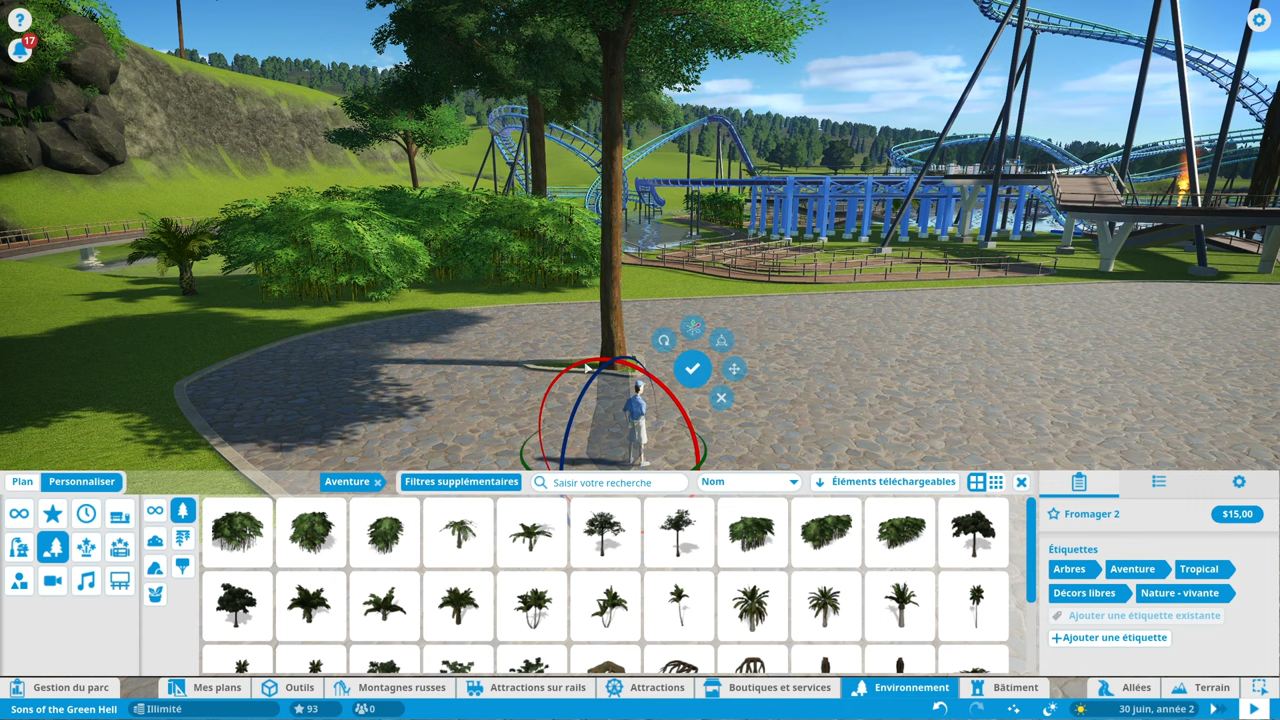 ?
17
Plan
Personnaliser
Aventure ×
Filtres supplémentaires
Saisir votre recherche
Nom
Éléments téléchargeables
Fromager 2
$15,00
Étiquettes
Arbres
Aventure
Tropical
Décors libres
Nature - vivante
Ajouter une étiquette existante
+Ajouter une étiquette
Gestion du parc
Mes plans
Outils
Montagnes russes
Attractions sur rails
Attractions
Boutiques et services
Environnement
Bâtiment
Allées
Terrain
Sons of the Green Hell
Illimité
93
0
30 juin, année 2